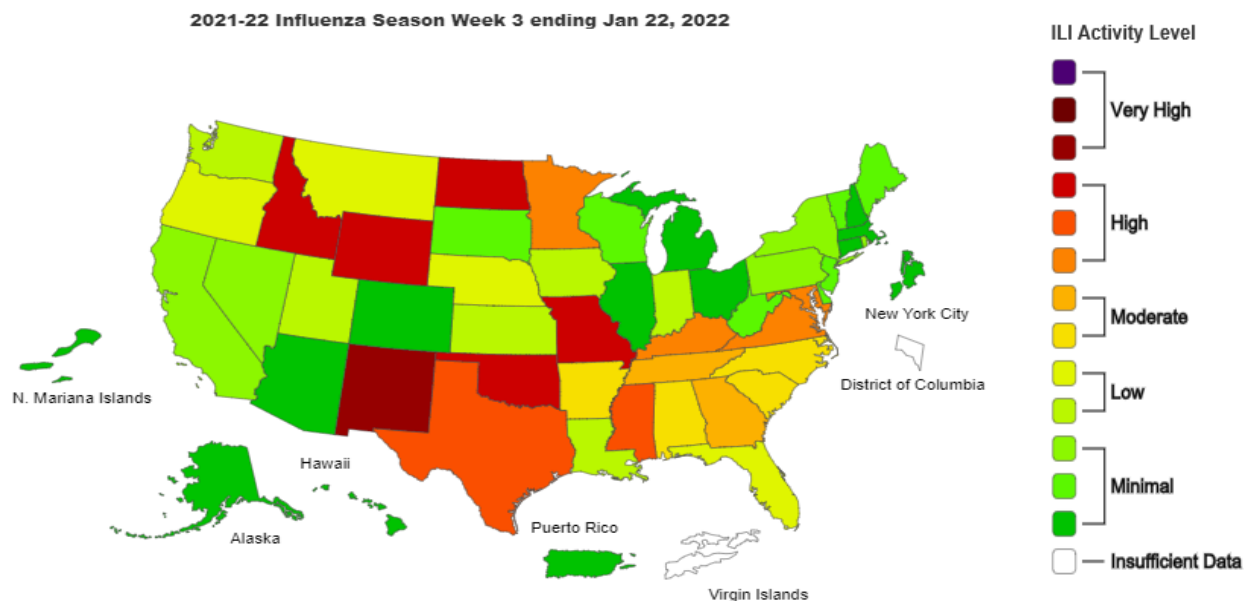 2021-22 Influenza Season Week 3 ending Jan 22, 2022
ILI Activity Level
Very High
High
Moderate
Low
Minimal
Insufficient Data
New York City
District of Columbia
N. Mariana Islands
Hawaii
Alaska
Puerto Rico
Virgin Islands